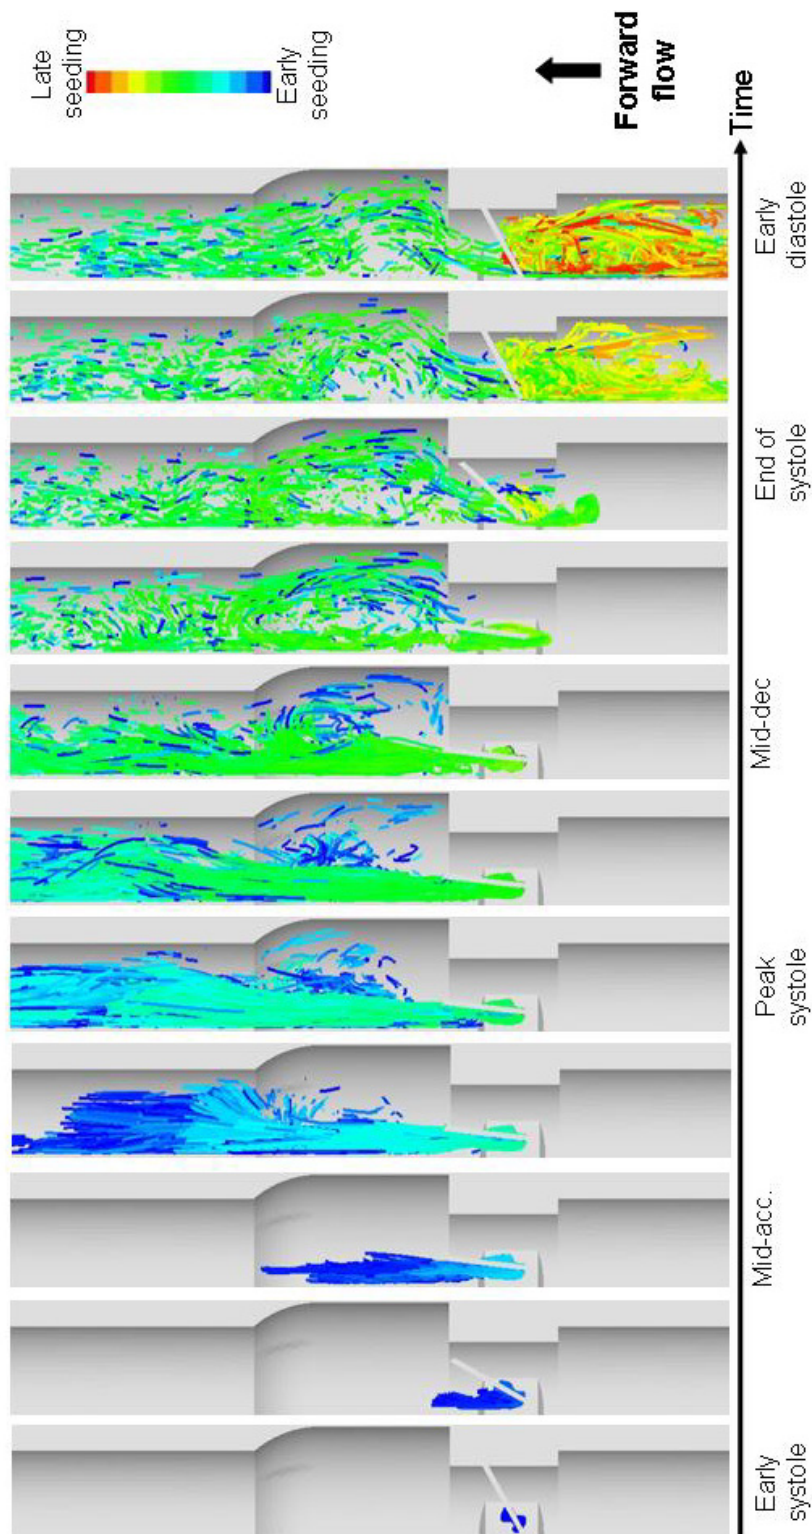 Late
seeding
Early
seeding
Forward
flow
Time
Early
systole
Mid-acc.
Peak
systole
Mid-dec
End of
systole
Early
diastole